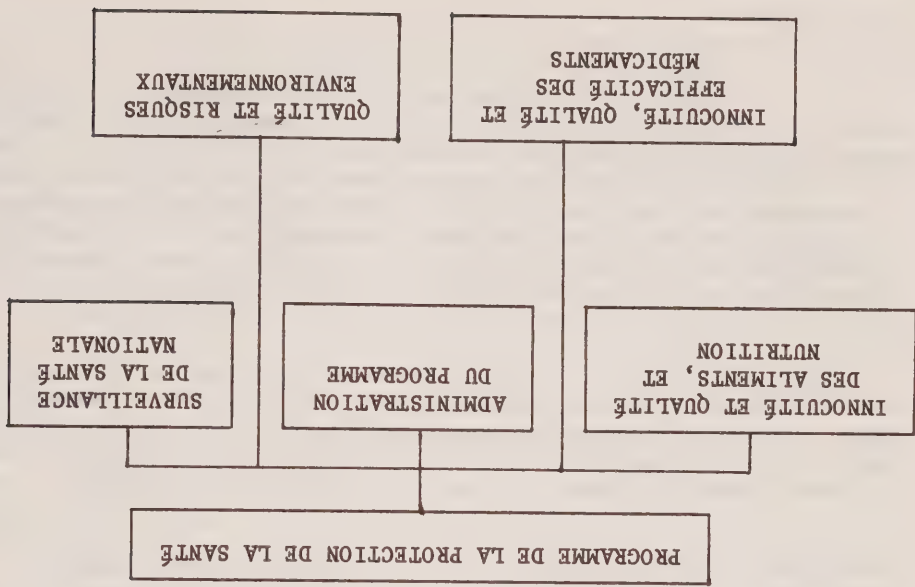 PROGRAMME DE LA PROTECTION DE LA SANTÉ
INNOCUITÉ ET QUALITÉ
DES ALIMENTS, ET
NUTRITION
ADMINISTRATION
DU PROGRAMME
SURVEILLANCE
DE LA SANTÉ
NATIONALE
INNOCUITÉ, QUALITÉ ET
EFFICACITÉ DES
MÉDICAMENTS
QUALITÉ ET RISQUES
ENVIRONNEMENTAUX